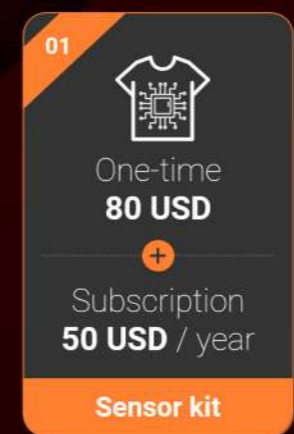 01
One-time
80 USD
+
Subscription
50 USD / year
Sensor kit